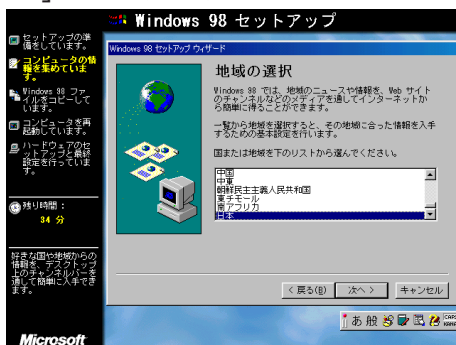 Windows 98 セットアップ
セットアップの準
備をしています。
コンピュータの情
報を集めていま
す。
Windows 98 ファ
イルをコピーして
います。
コンピュータを再
起動しています。
ハードウェアのセ
ットアップと最終
設定を行っていま
す。
残り時間：
34 分
好きな国や地域からの
情報を、デスクトップ
上のチャンネルバーを
通して簡単に入手でき
ます。
Microsoft
Windows 98 セットアップ ウィザード
地域の選択
Windows 98 では、地域のニュースや情報を、Web サイト
のチャンネルなどのメディアを通してインターネットか
ら簡単に得ることができます。
一覧から地域を選択すると、その地域に合った情報を入手
するための基本設定を行います。
国または地域を下のリストから選んでください。
中国
中東
朝鮮民主主義人民共和国
東チモール
南アフリカ
日本
< 戻る(B)
次へ >
キャンセル
あ 般
CAPS
KANA